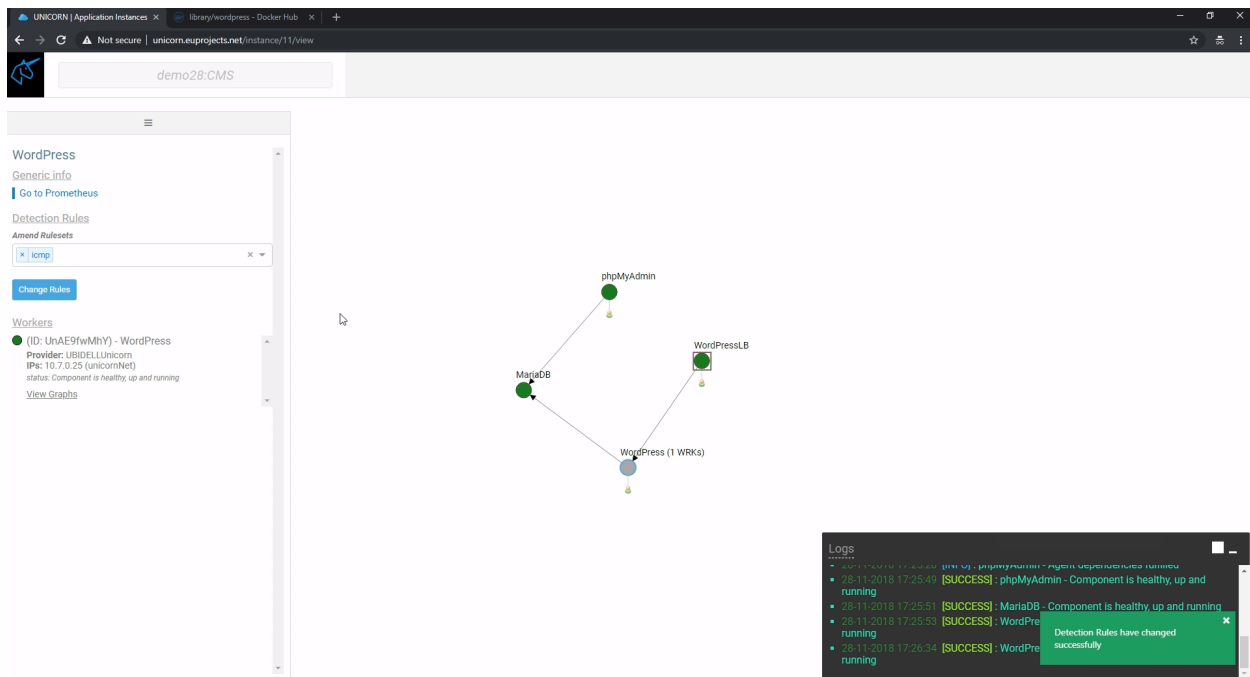 UNICORN | Application Instances
library/wordpress - Docker Hub
Not secure | unicorn.euprojects.net/instance/11/view
demo28:CMS
WordPress
Generic info
Go to Prometheus
Detection Rules
Amend Rulesets
× icmp
Change Rules
Workers
(ID: UnAE9fwMhY) - WordPress
Provider: UBIDELLUnicorn
IPs: 10.7.0.25 (unicornNet)
status: Component is healthy, up and running
View Graphs
phpMyAdmin
WordPressLB
MariaDB
WordPress (1 WRKs)
Logs
phpMyAdmin - Agent dependencies fulfilled
28-11-2018 17:25:49 [SUCCESS] : phpMyAdmin - Component is healthy, up and
running
28-11-2018 17:25:51 [SUCCESS] : MariaDB - Component is healthy, up and running
28-11-2018 17:25:53 [SUCCESS] : WordPre
running
28-11-2018 17:26:34 [SUCCESS] : WordPre
running
Detection Rules have changed
successfully